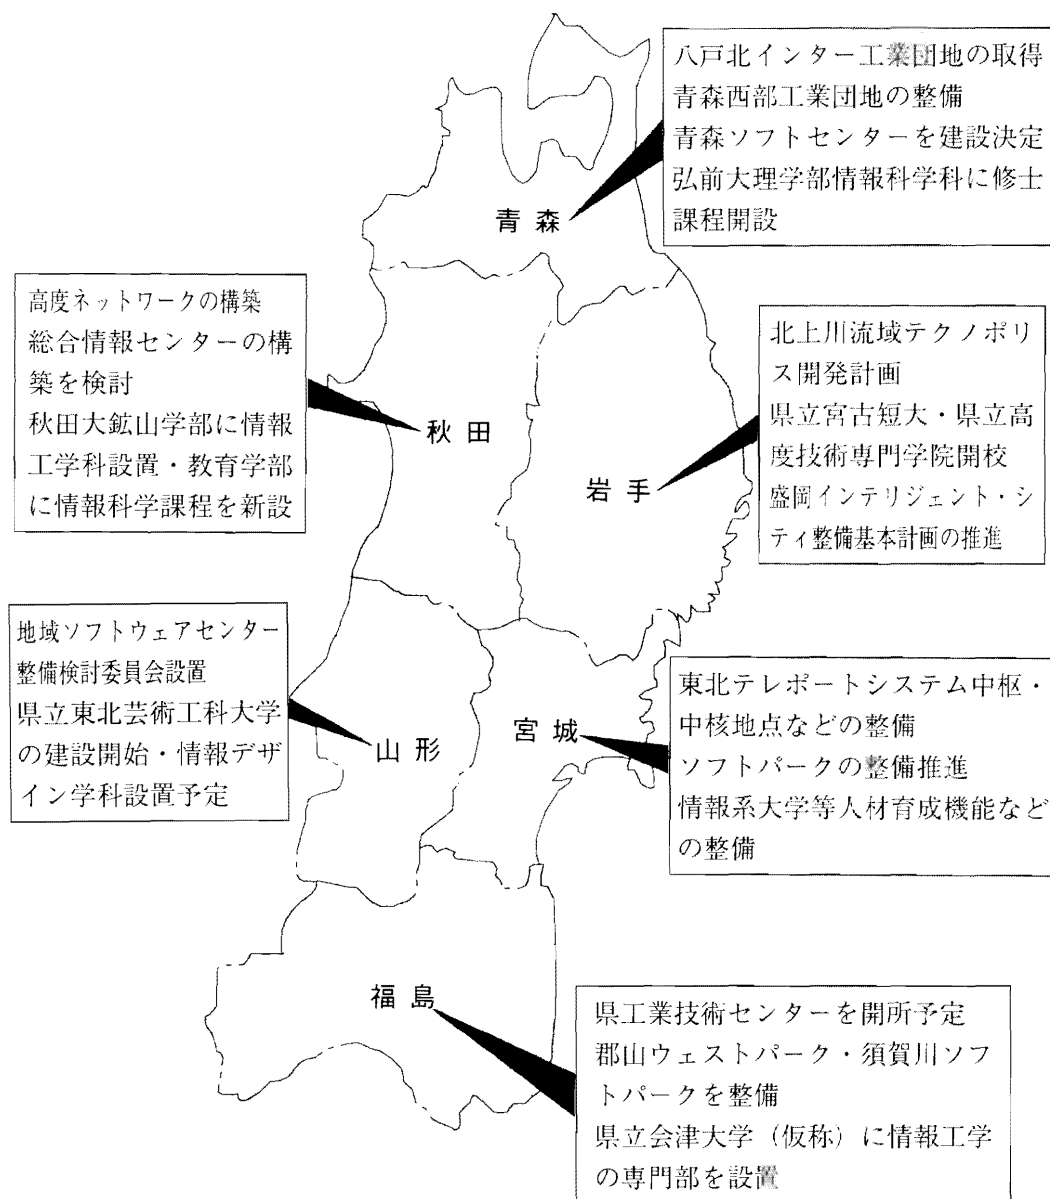 八戸北インター工業団地の取得
青森西部工業団地の整備
青森ソフトセンターを建設決定
弘前大理学部情報科学科に修士
課程開設
青森
高度ネットワークの構築
総合情報センターの構
築を検討
秋田大鉱山学部に情報
工学科設置・教育学部
に情報科学課程を新設
秋田
北上川流域テクノポリ
ス開発計画
県立宮古短大・県立高
度技術専門学院開校
盛岡インテリジェント・シ
ティ整備基本計画の推進
岩手
地域ソフトウェアセンター
整備検討委員会設置
県立東北芸術工科大学
の建設開始・情報デザ
イン学科設置予定
山形
東北テレポートシステム中枢・
中核地点などの整備
ソフトパークの整備推進
情報系大学等人材育成機能など
の整備
宮城
福島
県工業技術センターを開所予定
郡山ウェストパーク・須賀川ソフ
トパークを整備
県立会津大学（仮称）に情報工学
の専門部を設置